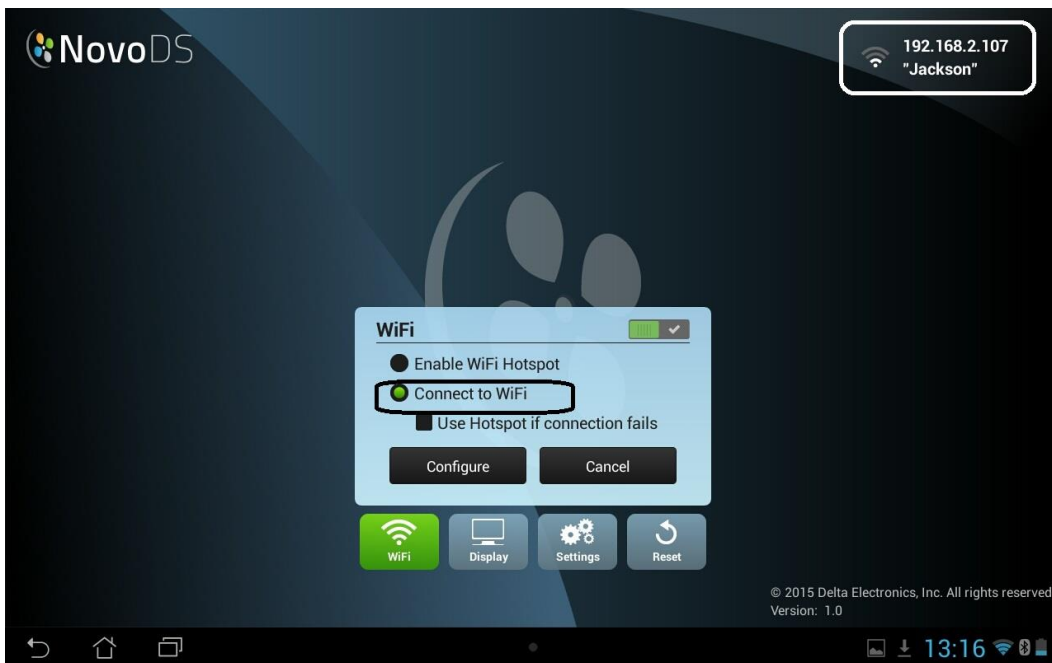 NovoDS
192.168.2.107
"Jackson"
WiFi
Enable WiFi Hotspot
Connect to WiFi
Use Hotspot if connection fails
Configure Cancel
WiFi Display Settings Reset
© 2015 Delta Electronics, Inc. All rights reserved
Version: 1.0
13:16